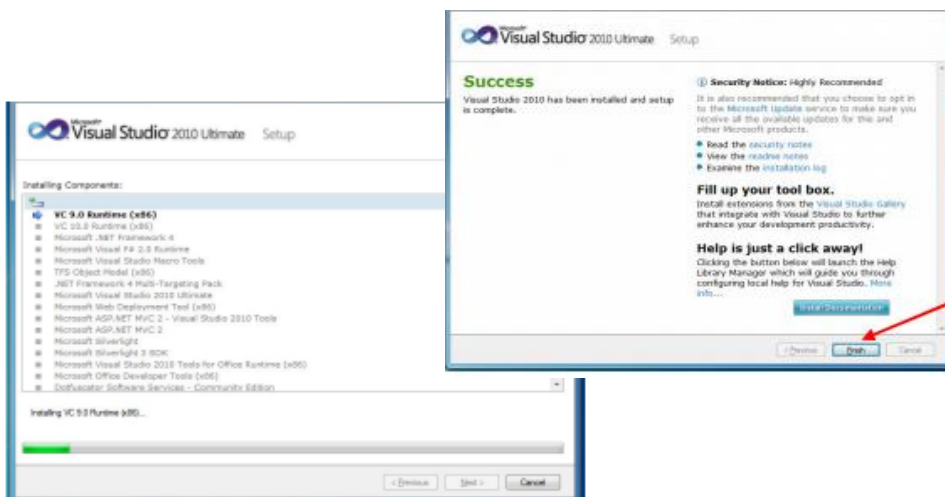 Microsoft
Visual Studio 2010 Ultimate Setup
Installing Components:
VC 9.0 Runtime (x86)
VC 10.0 Runtime (x86)
Microsoft .NET Framework 4
Microsoft Visual F# 2.0 Runtime
Microsoft Visual Studio Macro Tools
TFS Object Model (x86)
.NET Framework 4 Multi-Targeting Pack
Microsoft Visual Studio 2010 Ultimate
Microsoft Web Deployment Tool (x86)
Microsoft ASP.NET MVC 2 - Visual Studio 2010 Tools
Microsoft ASP.NET MVC 2
Microsoft Silverlight
Microsoft Silverlight 3 SDK
Microsoft Visual Studio 2010 Tools for Office Runtime (x86)
Microsoft Office Developer Tools (x86)
Dotfuscator Software Services - Community Edition
Installing VC 9.0 Runtime (x86)...
< Previous Next > Cancel
Microsoft
Visual Studio 2010 Ultimate Setup
Success
Visual Studio 2010 has been installed and setup
is complete.
Security Notice: Highly Recommended
It is also recommended that you choose to opt in
to the Microsoft Update service to make sure you
receive all the available updates for this and
other Microsoft products.
Read the security notes
View the readme notes
Examine the installation log
Fill up your tool box.
Install extensions from the Visual Studio Gallery
that integrate with Visual Studio to further
enhance your development productivity.
Help is just a click away!
Clicking the button below will launch the Help
Library Manager which will guide you through
configuring local help for Visual Studio. More
info...
Install Documentation
< Previous Finish Cancel